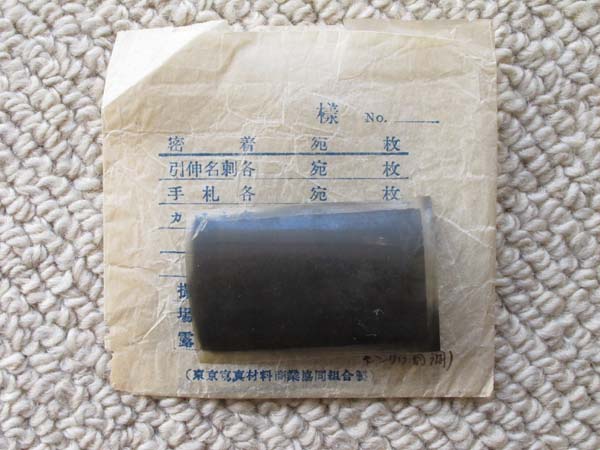 様 No.
密着 宛 枚
引伸名刺各 宛 枚
手札各 宛 枚
カ
場
露
(東京写真材料商業協同組合製